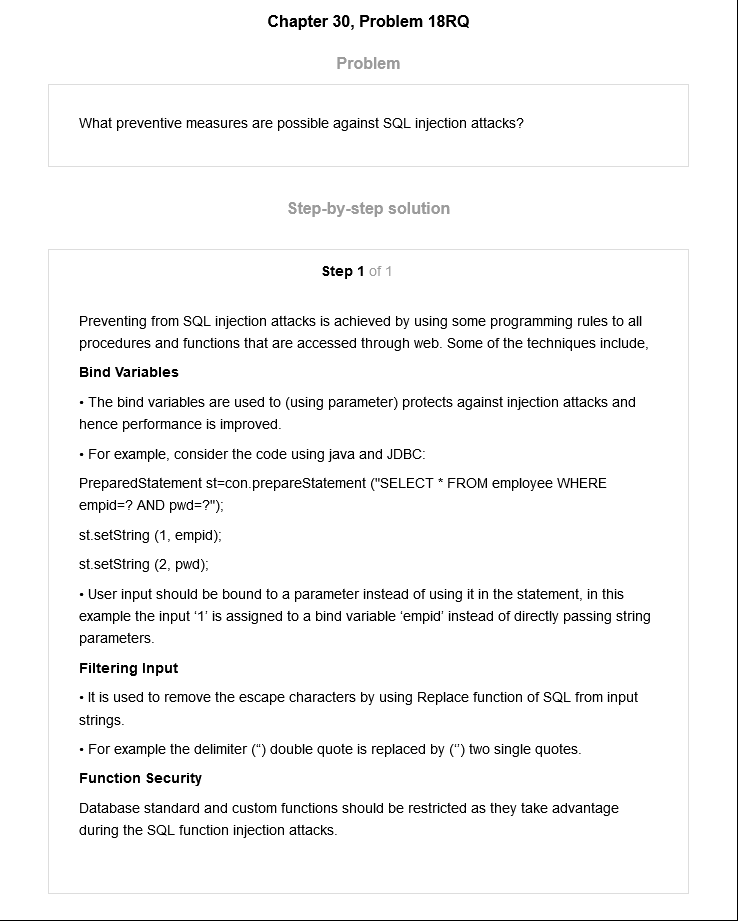 Chapter 30, Problem 18RQ
Problem
What preventive measures are possible against SQL injection attacks?
Step-by-step solution
Step 1 of 1
Preventing from SQL injection attacks is achieved by using some programming rules to all
procedures and functions that are accessed through web. Some of the techniques include,
Bind Variables
• The bind variables are used to (using parameter) protects against injection attacks and
hence performance is improved.
• For example, consider the code using java and JDBC:
PreparedStatement st=con.prepareStatement ("SELECT * FROM employee WHERE
empid=? AND pwd=?");
st.setString (1, empid);
st.setString (2, pwd);
• User input should be bound to a parameter instead of using it in the statement, in this
example the input ‘1’ is assigned to a bind variable ‘empid’ instead of directly passing string
parameters.
Filtering Input
• It is used to remove the escape characters by using Replace function of SQL from input
strings.
• For example the delimiter (“) double quote is replaced by (‘’) two single quotes.
Function Security
Database standard and custom functions should be restricted as they take advantage
during the SQL function injection attacks.